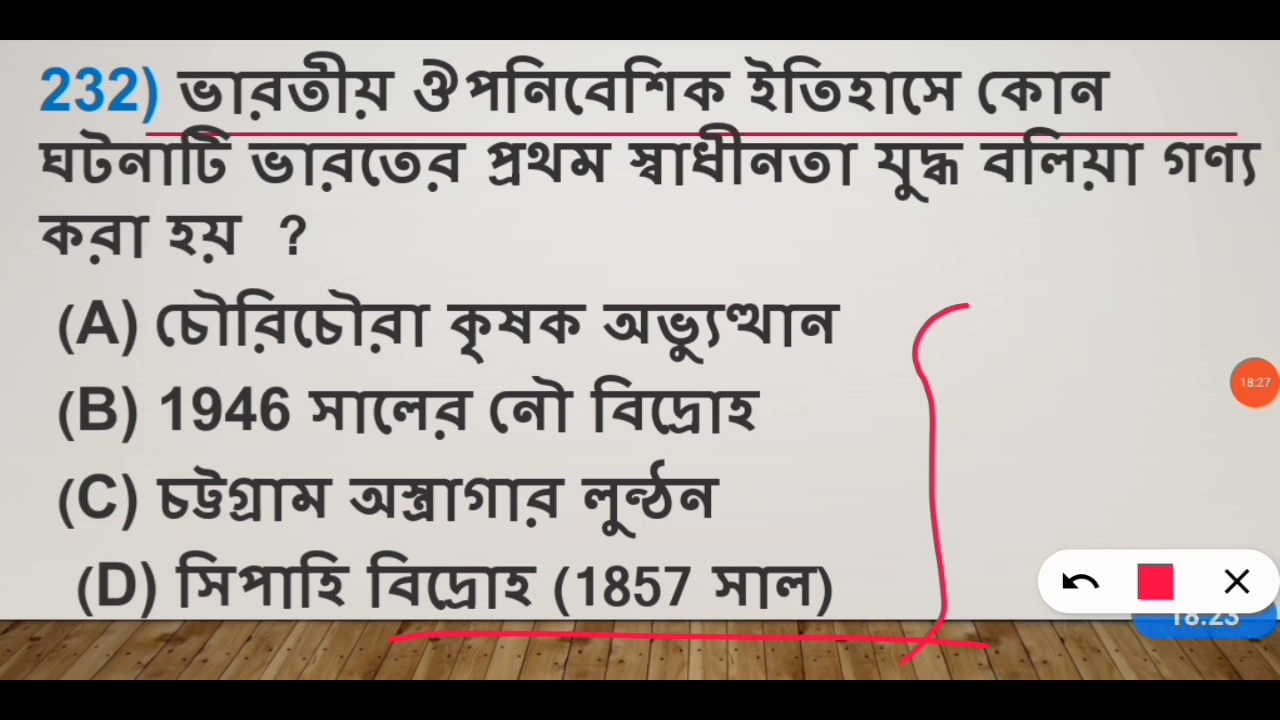 232) ভারতীয় ঔপনিবেশিক ইতিহাসে কোন
ঘটনাটি ভারতের প্রথম স্বাধীনতা যুদ্ধ বলিয়া গণ্য
করা হয় ?
(A) চৌরিচৌরা কৃষক অভ্যুত্থান
(B) 1946 সালের নৌ বিদ্রোহ
(C) চট্টগ্রাম অস্ত্রাগার লুন্ঠন
(D) সিপাহি বিদ্রোহ (1857 সাল)
18:27